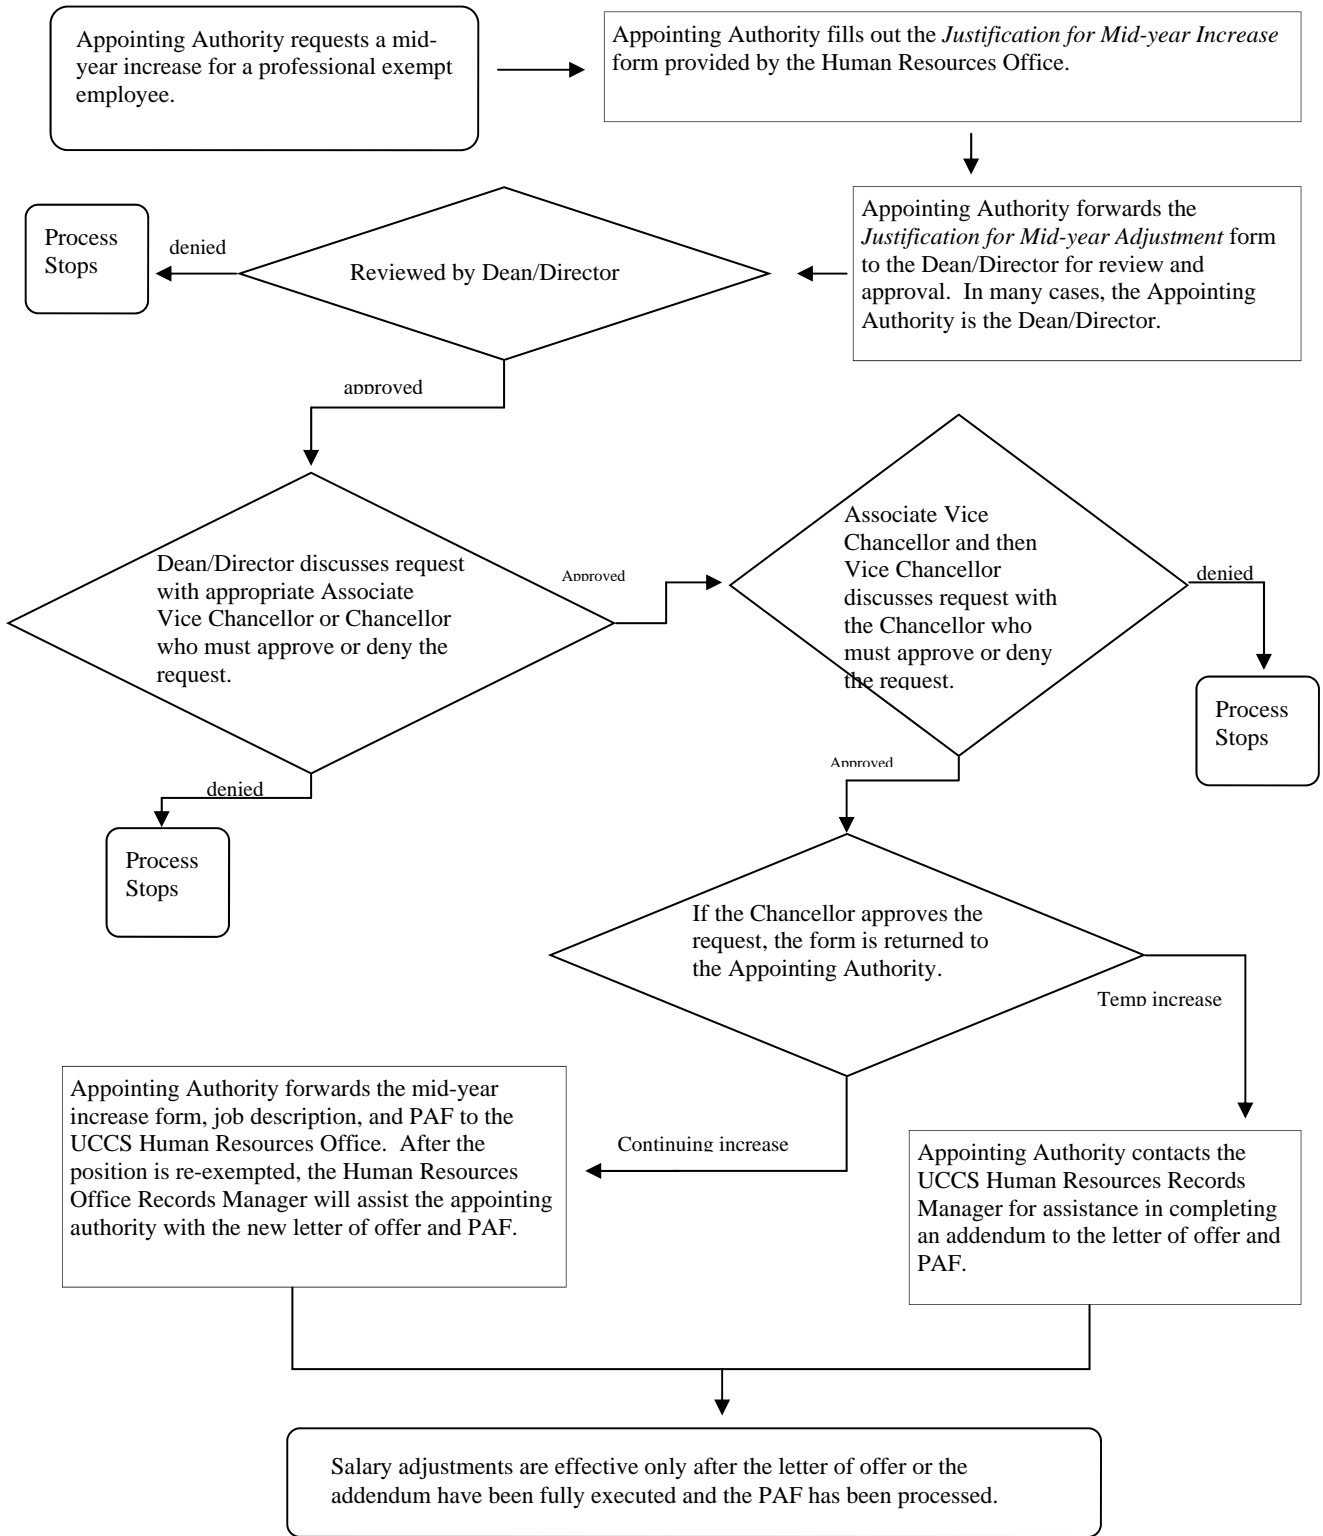 Appointing Authority requests a mid-
year increase for a professional exempt
employee.
Appointing Authority fills out the Justification for Mid-year Increase
form provided by the Human Resources Office.
Appointing Authority forwards the
Justification for Mid-year Adjustment form
to the Dean/Director for review and
approval.  In many cases, the Appointing
Authority is the Dean/Director.
Reviewed by Dean/Director
denied
Process
Stops
approved
Dean/Director discusses request
with appropriate Associate
Vice Chancellor or Chancellor
who must approve or deny the
request.
Approved
denied
Process
Stops
Associate Vice
Chancellor and then
Vice Chancellor
discusses request with
the Chancellor who
must approve or deny
the request.
denied
Process
Stops
Approved
If the Chancellor approves the
request, the form is returned to
the Appointing Authority.
Temp increase
Continuing increase
Appointing Authority forwards the mid-year
increase form, job description, and PAF to the
UCCS Human Resources Office.  After the
position is re-exempted, the Human Resources
Office Records Manager will assist the appointing
authority with the new letter of offer and PAF.
Appointing Authority contacts the
UCCS Human Resources Records
Manager for assistance in completing
an addendum to the letter of offer and
PAF.
Salary adjustments are effective only after the letter of offer or the
addendum have been fully executed and the PAF has been processed.